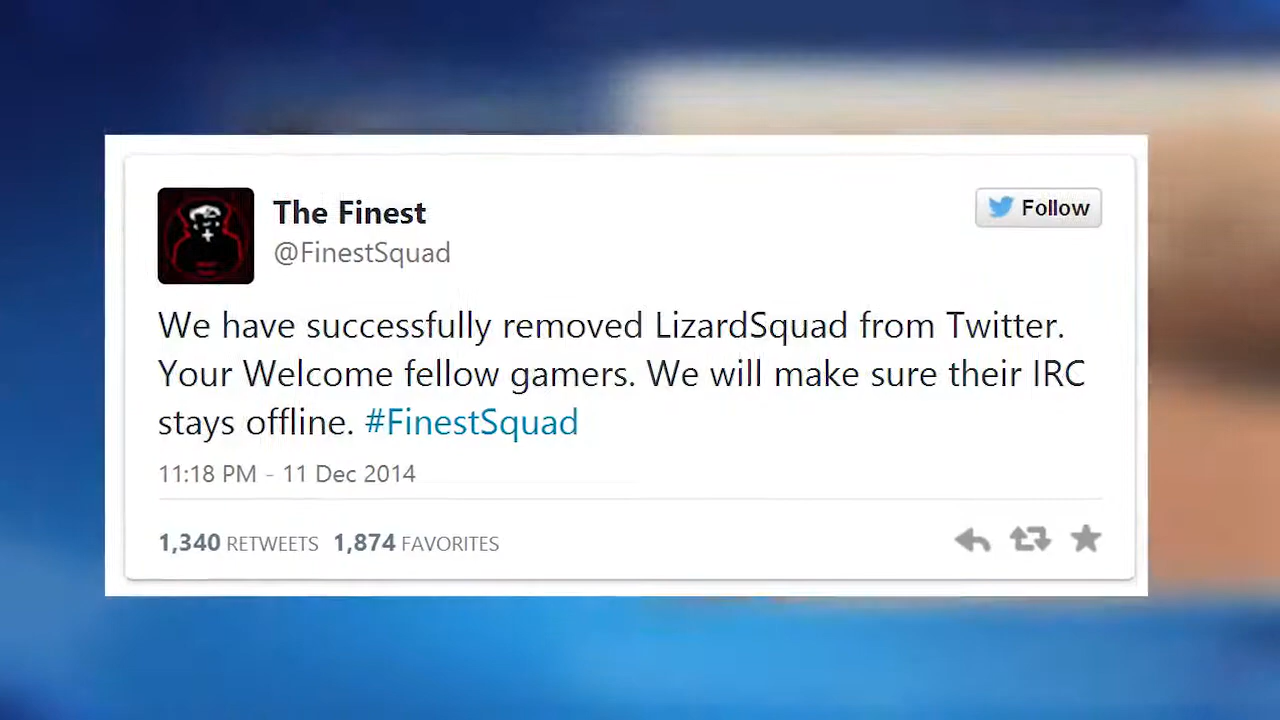 The Finest
Follow
@FinestSquad
We have successfully removed LizardSquad from Twitter.
Your Welcome fellow gamers. We will make sure their IRC
stays offline. #FinestSquad
11:18 PM - 11 Dec 2014
1,340 RETWEETS 1,874 FAVORITES